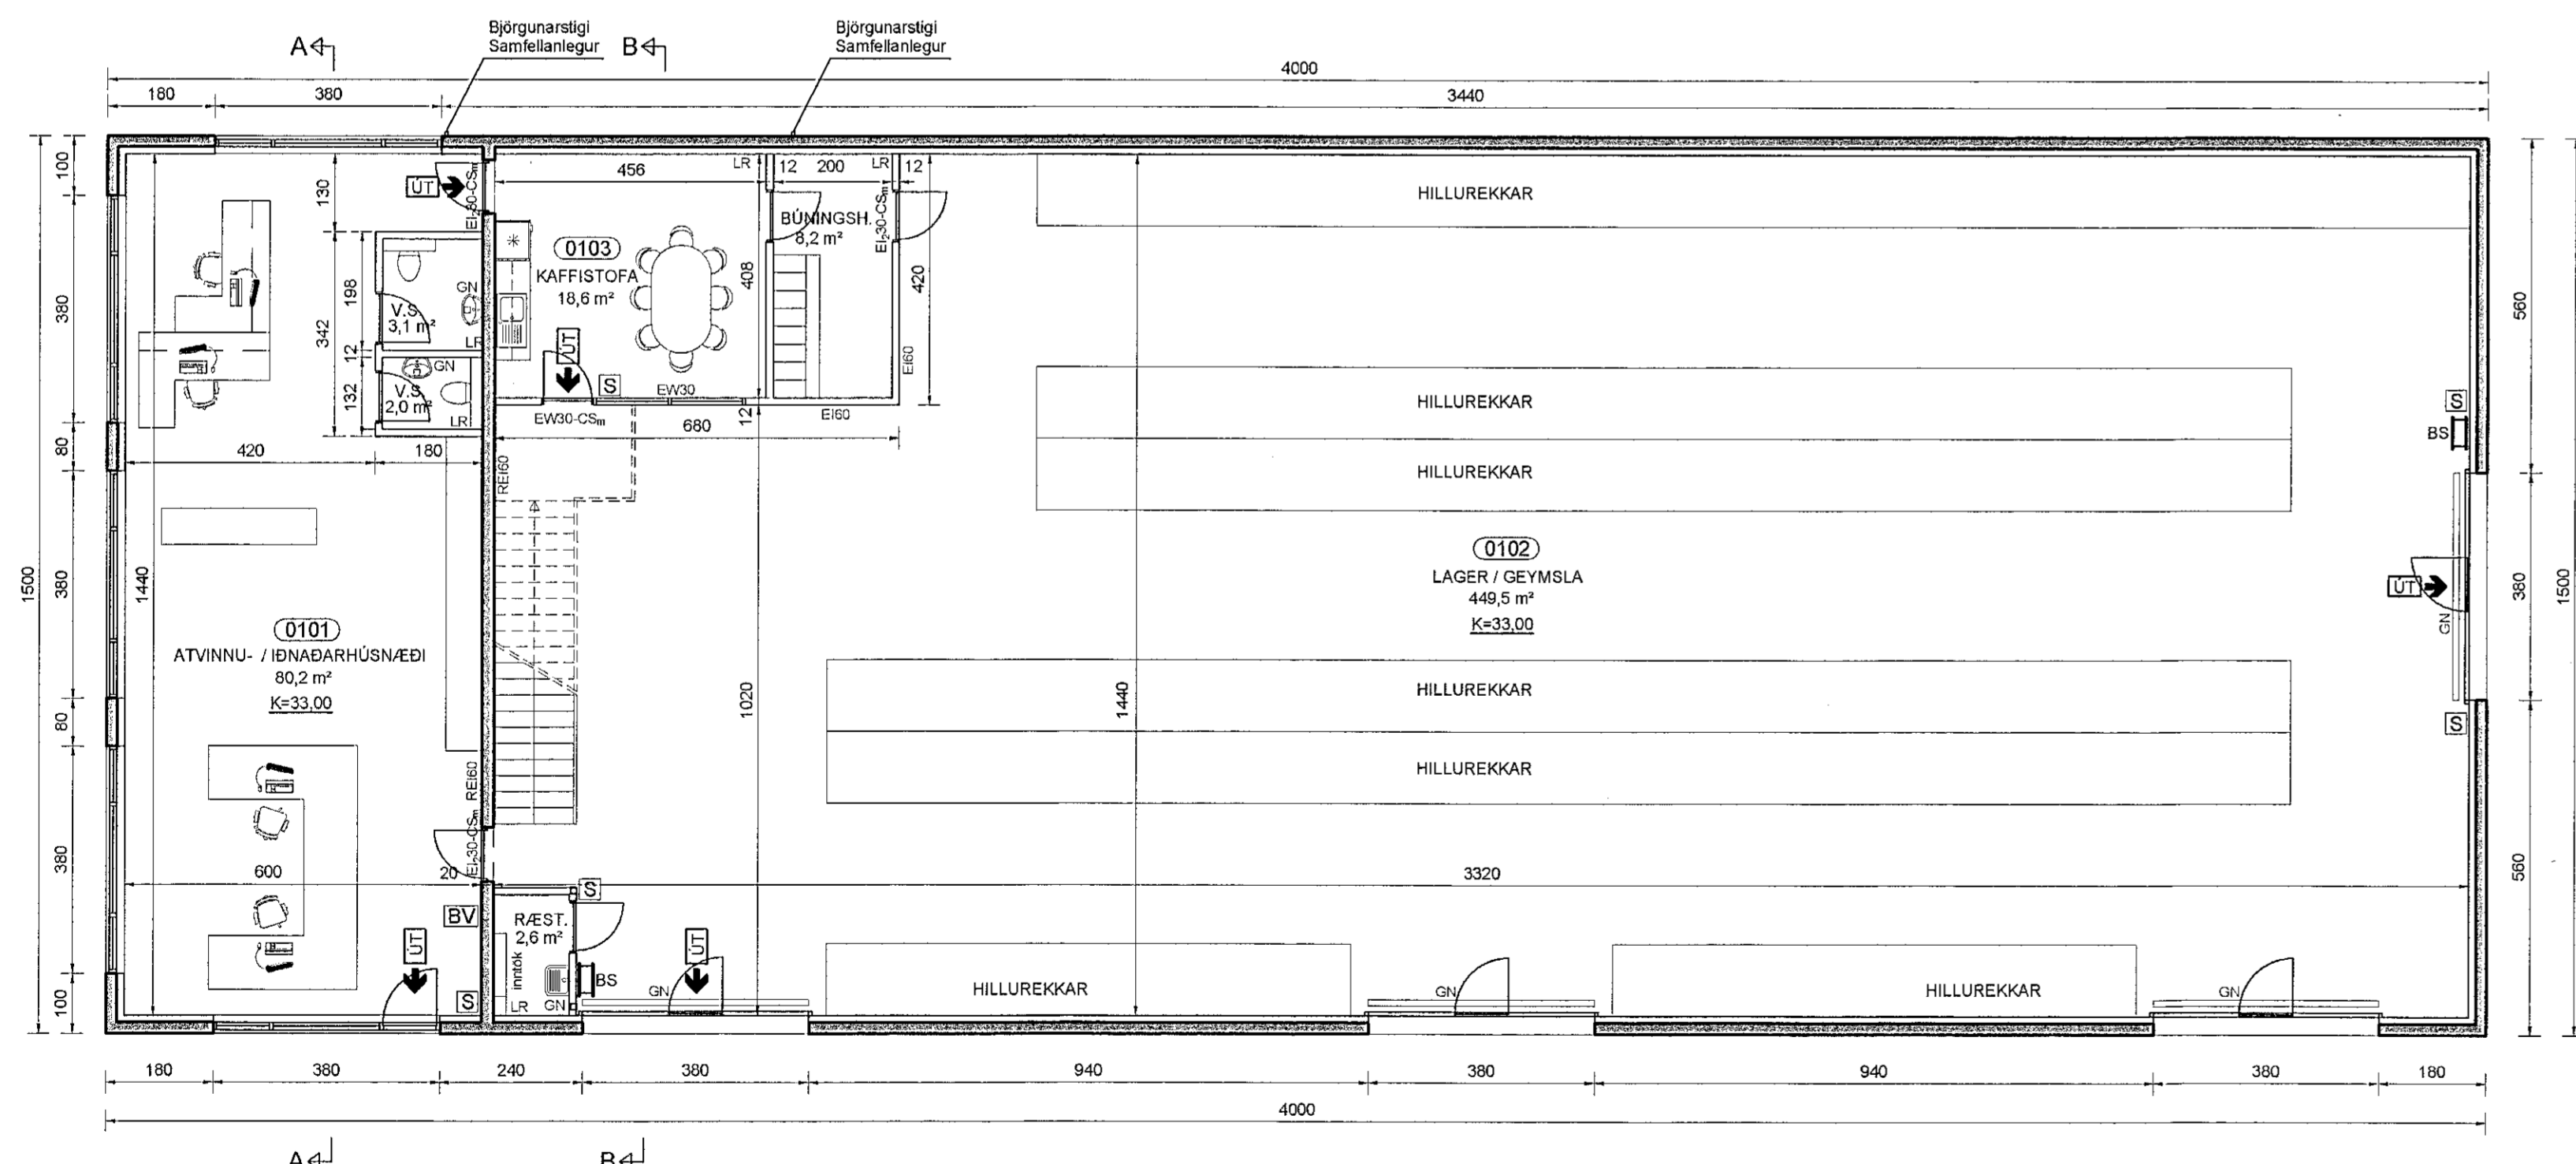 Björgunarstigi
Samfellanlegur
Björgunarstigi
Samfellanlegur
A
B
4000
180
380
3440
100
380
80
380
80
380
100
1500
1440
130
198
342
12
132
420
180
ÚT
EI₂30-CSm
GN
V.S.
3,1 m²
LR
GN
V.S.
2,0 m²
LR
456
LR
12
200
LR
12
0103
KAFFISTOFA
18,6 m²
408
BÚNINGSH.
8,2 m²
EI₂30-CSm
420
EI60
ÚT
S
EW30
EW30-CSm
12
EI60
680
REI60
HILLUREKKAR
HILLUREKKAR
HILLUREKKAR
0102
LAGER / GEYMSLA
449,5 m²
K=33,00
HILLUREKKAR
HILLUREKKAR
1020
1440
0101
ATVINNU- / IÐNAÐARHÚSNÆÐI
80,2 m²
K=33,00
REI60
EI₂30-CSm
600
20
3320
BV
ÚT
S
S
RÆST.
2,6 m²
inntök
LR
GN
BS
ÚT
GN
HILLUREKKAR
GN
HILLUREKKAR
GN
S
BS
ÚT
GN
S
560
380
560
1500
180
380
240
380
940
380
940
380
180
4000
A
B